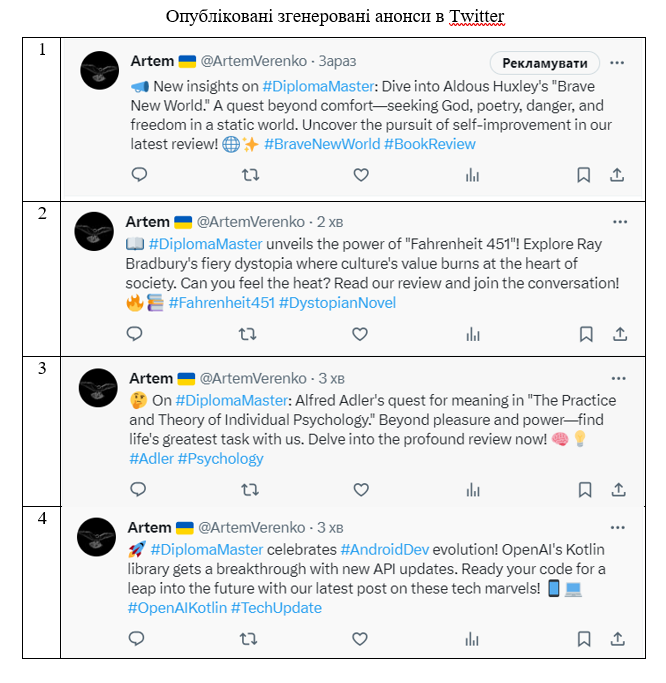 Опубліковані згенеровані анонси в Twitter
1
Artem 🇺🇦 @ArtemVerenko · Зараз
Рекламувати
📣 New insights on #DiplomaMaster: Dive into Aldous Huxley's "Brave
New World." A quest beyond comfort—seeking God, poetry, danger, and
freedom in a static world. Uncover the pursuit of self-improvement in our
latest review! 🌐✨ #BraveNewWorld #BookReview
2
Artem 🇺🇦 @ArtemVerenko · 2 хв
📖 #DiplomaMaster unveils the power of "Fahrenheit 451"! Explore Ray
Bradbury's fiery dystopia where culture's value burns at the heart of
society. Can you feel the heat? Read our review and join the conversation!
🔥📚 #Fahrenheit451 #DystopianNovel
3
Artem 🇺🇦 @ArtemVerenko · 3 хв
🤔 On #DiplomaMaster: Alfred Adler's quest for meaning in "The Practice
and Theory of Individual Psychology." Beyond pleasure and power—find
life's greatest task with us. Delve into the profound review now! 🧠💡
#Adler #Psychology
4
Artem 🇺🇦 @ArtemVerenko · 3 хв
🚀 #DiplomaMaster celebrates #AndroidDev evolution! OpenAI's Kotlin
library gets a breakthrough with new API updates. Ready your code for a
leap into the future with our latest post on these tech marvels! 📱💻
#OpenAIKotlin #TechUpdate